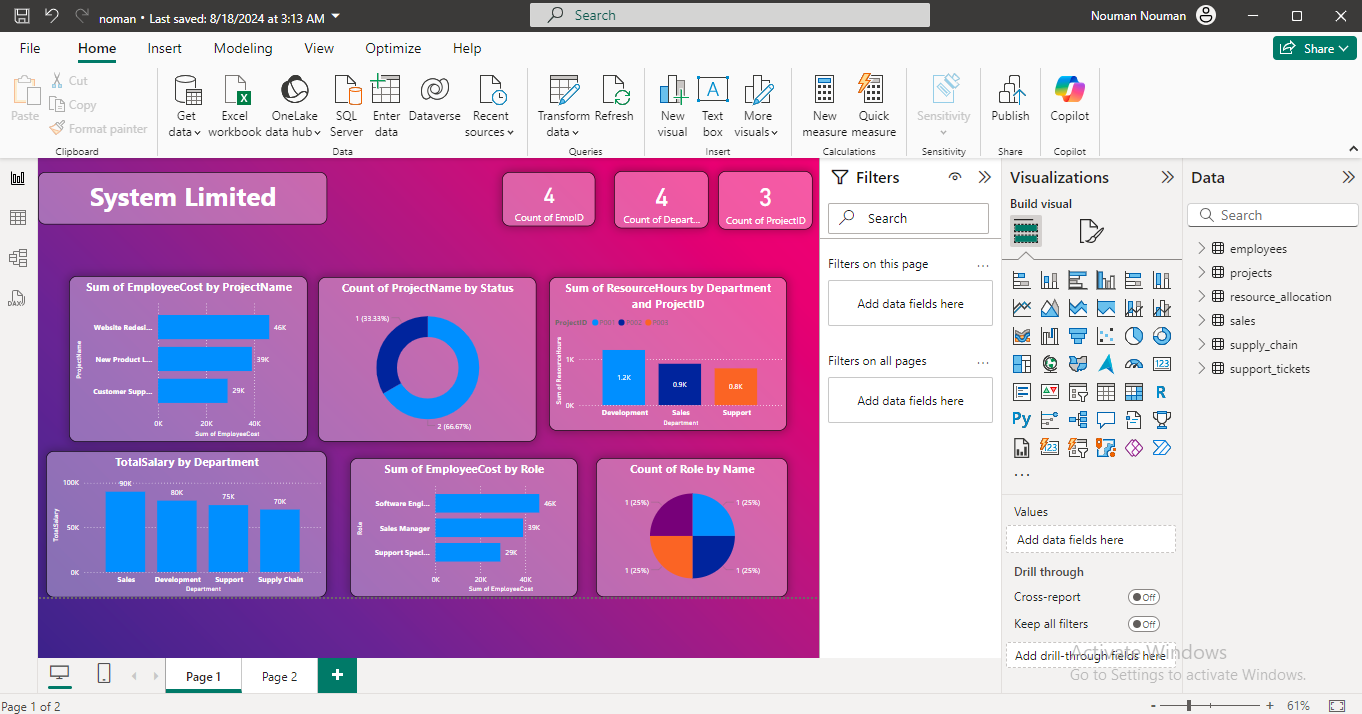 noman • Last saved: 8/18/2024 at 3:13 AM
Search
Nouman Nouman
File Home Insert Modeling View Optimize Help
Share
Paste
Cut
Copy
Format painter
Clipboard
Get data
Excel workbook
OneLake data hub
SQL Server
Enter data
Dataverse
Recent sources
Data
Transform data
Refresh
Queries
New visual
Text box
More visuals
Insert
New measure
Quick measure
Calculations
Sensitivity
Sensitivity
Publish
Share
Copilot
Copilot
System Limited
4
Count of EmpID
4
Count of Depart...
3
Count of ProjectID
Sum of EmployeeCost by ProjectName
ProjectName
Website Redesi...
46K
New Product L...
39K
Customer Supp...
29K
0K 20K 40K
Sum of EmployeeCost
Count of ProjectName by Status
1 (33.33%)
2 (66.67%)
Sum of ResourceHours by Department
and ProjectID
ProjectID P001 P002 P003
Sum of ResourceHours
1K
0K
1.2K
0.9K
0.8K
Development Sales Support
Department
TotalSalary by Department
TotalSalary
100K
50K
0K
90K
80K
75K
70K
Sales Development Support Supply Chain
Department
Sum of EmployeeCost by Role
Role
Software Engi...
46K
Sales Manager
39K
Support Speci...
29K
0K 20K 40K
Sum of EmployeeCost
Count of Role by Name
1 (25%) 1 (25%)
1 (25%) 1 (25%)
Filters
Search
Filters on this page ...
Add data fields here
Filters on all pages ...
Add data fields here
Visualizations
Build visual
123
R
Py
123
...
Values
Add data fields here
Drill through
Cross-report Off
Keep all filters Off
Add drill-through fields here
Data
Search
employees
projects
resource_allocation
sales
supply_chain
support_tickets
Activate Windows
Go to Settings to activate Windows.
Page 1
Page 2
+
Page 1 of 2
- + 61%